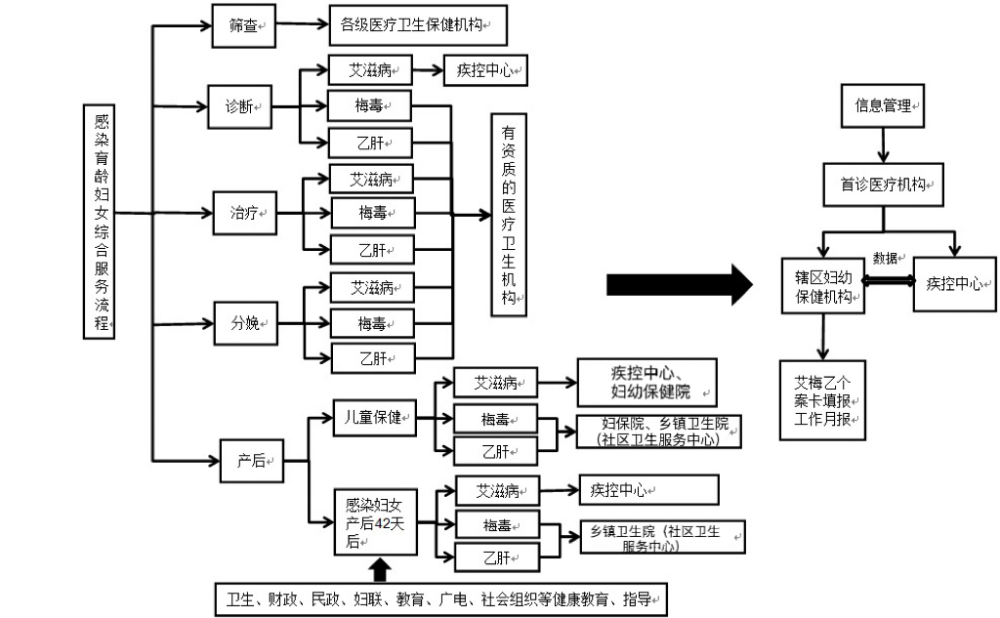 感染育龄妇女综合服务流程
筛查
各级医疗卫生保健机构
诊断
艾滋病
疾控中心
梅毒
乙肝
治疗
艾滋病
梅毒
乙肝
分娩
艾滋病
梅毒
乙肝
有资质的医疗卫生机构
产后
儿童保健
艾滋病
疾控中心、
妇幼保健院
梅毒
乙肝
妇保院、乡镇卫生院
（社区卫生服务中心）
感染妇女
产后42天
后
艾滋病
疾控中心
梅毒
乙肝
乡镇卫生院（社区卫生
服务中心）
卫生、财政、民政、妇联、教育、广电、社会组织等健康教育、指导
信息管理
首诊医疗机构
辖区妇幼
保健机构
数据
疾控中心
艾梅乙个
案卡填报
工作月报